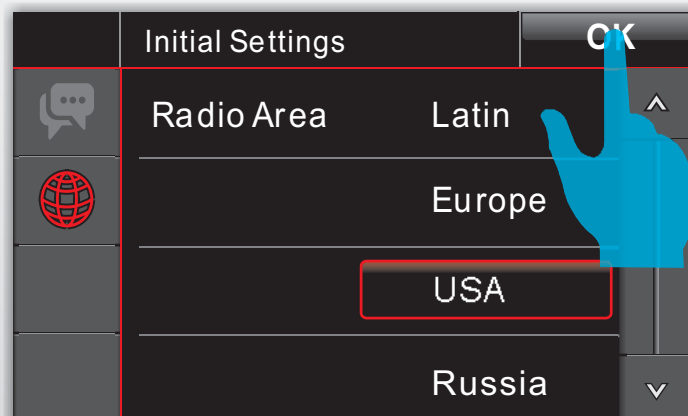 Initial Settings OK
Radio Area Latin
Europe
USA
Russia